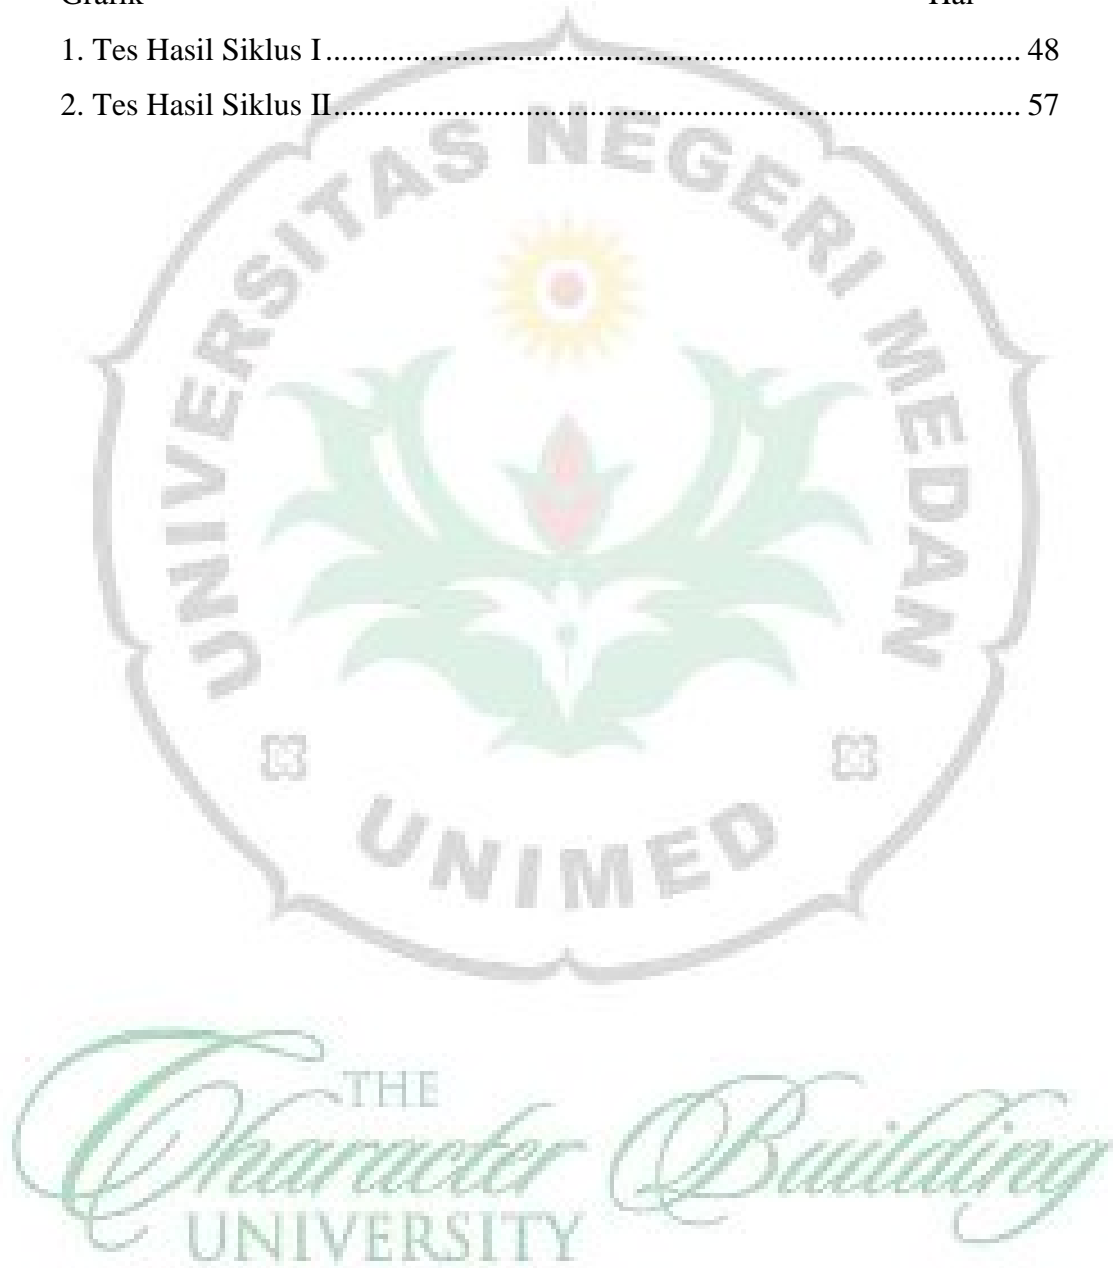 Grafik Hal
1. Tes Hasil Siklus I ........................................................................................ 48
2. Tes Hasil Siklus II ....................................................................................... 57
UNIVERSITAS NEGERI MEDAN
UNIMED
THE
Character Building
UNIVERSITY